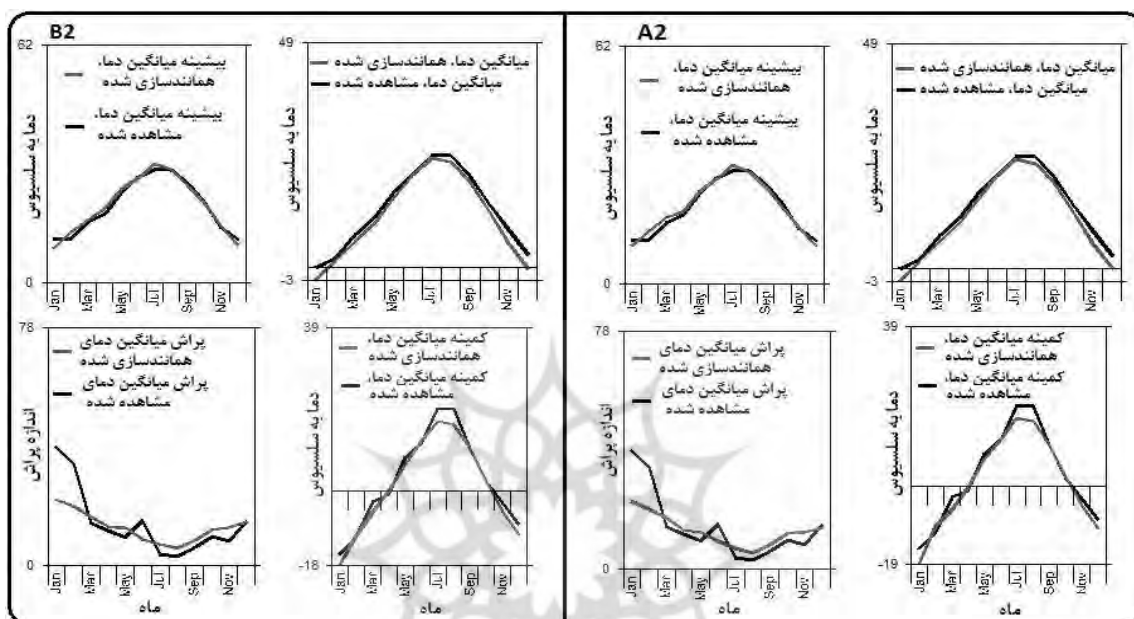 B2
62
بیشینه میانگین دما،
همانندسازی شده
بیشینه میانگین دما،
مشاهده شده
دما به سلسیوس
0
Jan
Mar
May
Jul
Sep
Nov
49
میانگین دما، همانندسازی شده
میانگین دما، مشاهده شده
دما به سلسیوس
-3
Jan
Mar
May
Jul
Sep
Nov
78
پراش میانگین دمای
همانندسازی شده
پراش میانگین دمای
مشاهده شده
اندازه پراش
0
Jan
Mar
May
Jul
Sep
Nov
ماه
39
کمینه میانگین دما،
همانندسازی شده
کمینه میانگین دما،
مشاهده شده
دما به سلسیوس
-18
Jan
Mar
May
Jul
Sep
Nov
ماه
A2
62
بیشینه میانگین دما،
همانندسازی شده
بیشینه میانگین دما،
مشاهده شده
دما به سلسیوس
0
Jan
Mar
May
Jul
Sep
Nov
49
میانگین دما، همانندسازی شده
میانگین دما، مشاهده شده
دما به سلسیوس
-3
Jan
Mar
May
Jul
Sep
Nov
78
پراش میانگین دمای
همانندسازی شده
پراش میانگین دمای
مشاهده شده
اندازه پراش
0
Jan
Mar
May
Jul
Sep
Nov
ماه
39
کمینه میانگین دما،
همانندسازی شده
کمینه میانگین دما،
مشاهده شده
دما به سلسیوس
-19
Jan
Mar
May
Jul
Sep
Nov
ماه